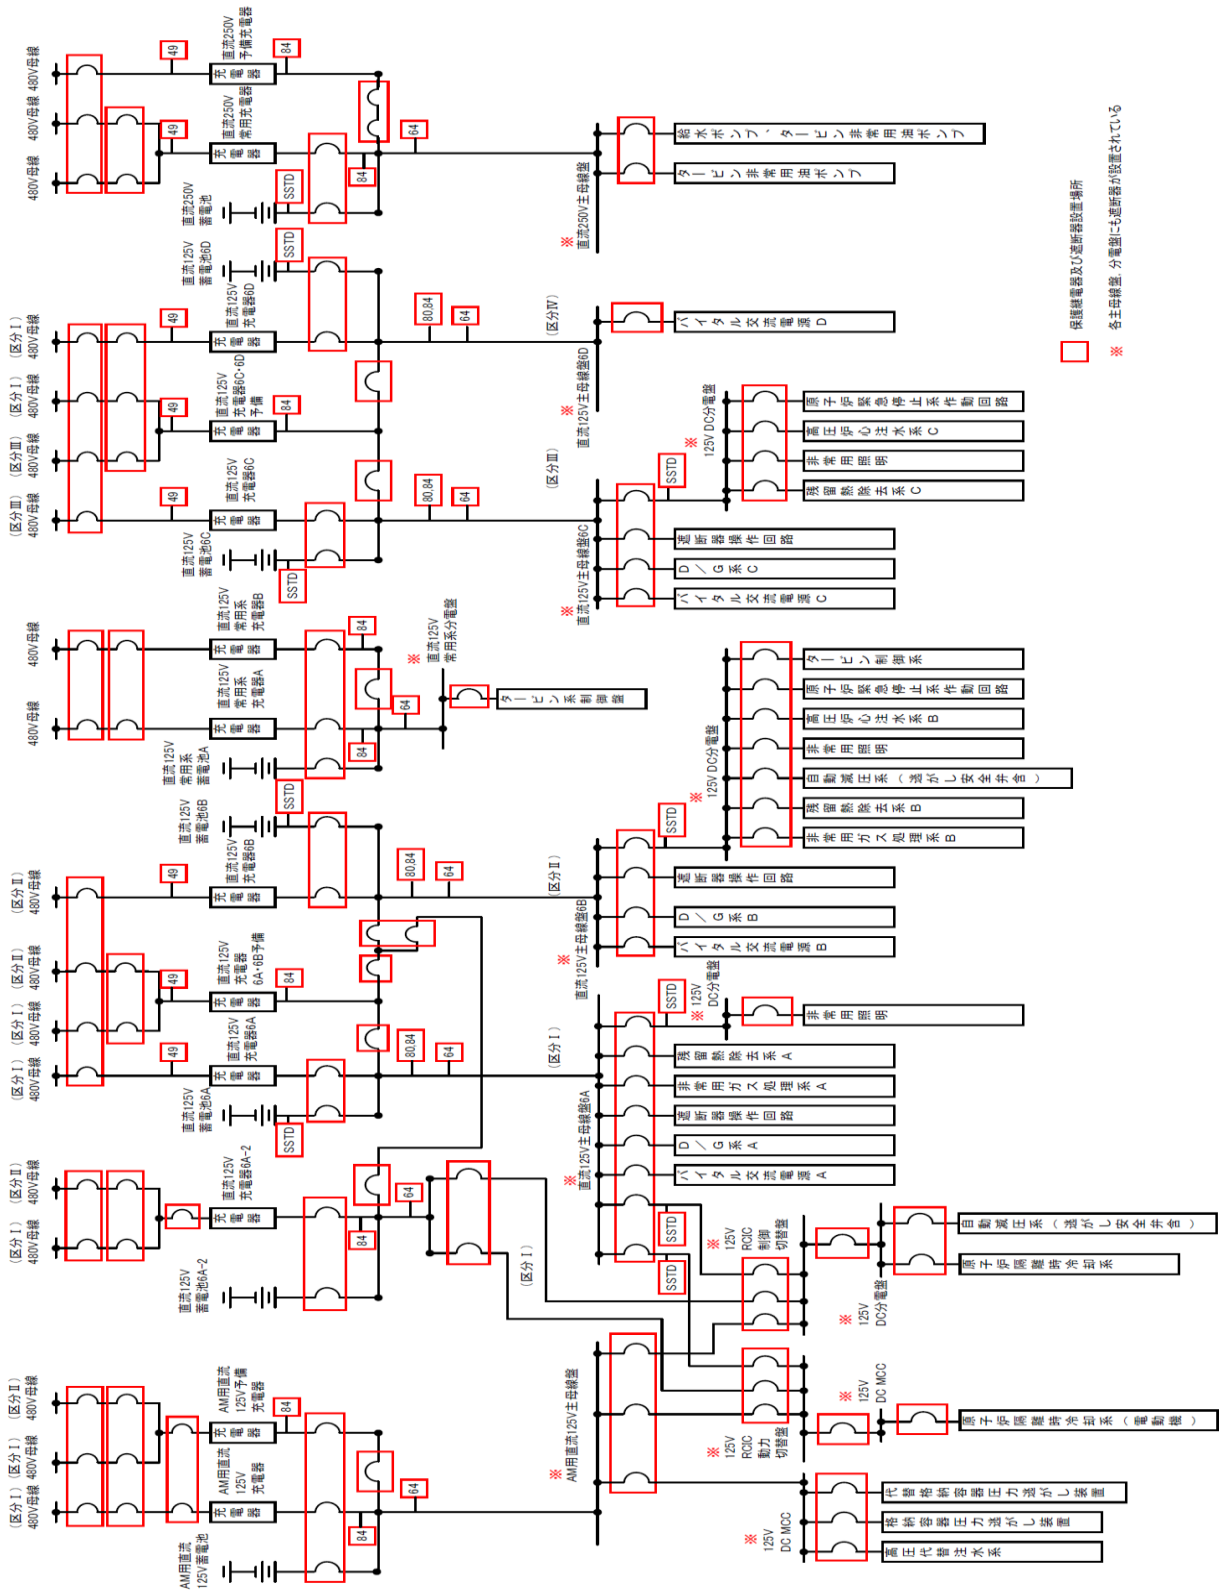 (区分Ⅰ)
480V母線
(区分Ⅰ)
480V母線
(区分Ⅱ)
480V母線
(区分Ⅰ)
480V母線
(区分Ⅱ)
480V母線
(区分Ⅰ)
480V母線
(区分Ⅰ)
480V母線
(区分Ⅱ)
480V母線
(区分Ⅱ)
480V母線
480V母線
480V母線
(区分Ⅲ)
480V母線
(区分Ⅲ)
480V母線
(区分Ⅰ)
480V母線
(区分Ⅰ)
480V母線
480V母線
480V母線
480V母線
49
49
49
49
49
49
49
49
AM用直流
125V蓄電池
AM用直流
125V
充電器
充電器
AM用直流
125V予備
充電器
充電器
84
84
64
直流125V
蓄電池6A-2
直流125V
充電器6A-2
充電器
84
64
(区分Ⅰ)
直流125V
蓄電池6A
SSTD
直流125V
充電器6A
充電器
80,84
64
直流125V
充電器
6A・6B予備
充電器
84
直流125V
充電器6B
充電器
80,84
64
直流125V
蓄電池6B
SSTD
直流125V
常用系
蓄電池A
直流125V
常用系
充電器A
充電器
84
64
直流125V
常用系
充電器B
充電器
84
※
直流125V
常用系分電盤
タービン系制御盤
直流125V
蓄電池6C
SSTD
直流125V
充電器6C
充電器
80,84
64
直流125V
充電器6C・6D
予備
充電器
84
直流125V
充電器6D
充電器
80,84
64
直流125V
蓄電池6D
SSTD
直流250V
蓄電池
SSTD
直流250V
常用充電器
充電器
84
64
直流250V
予備充電器
充電器
84
※
AM用直流125V主母線盤
※
直流125V主母線盤6A
(区分Ⅰ)
※
直流125V主母線盤6B
(区分Ⅱ)
※
直流125V主母線盤6C
(区分Ⅲ)
※
直流125V主母線盤6D
(区分Ⅳ)
※
直流250V主母線盤
SSTD
SSTD
バイタル交流電源A
D/G系A
遮断器操作回路
非常用ガス処理系A
残留熱除去系A
SSTD
※
125V
DC分電盤
非常用照明
バイタル交流電源B
D/G系B
遮断器操作回路
SSTD
※
125V DC分電盤
非常用ガス処理系B
残留熱除去系B
自動減圧系(逃がし安全弁含)
非常用照明
高圧炉心注水系B
原子炉緊急停止系作動回路
タービン制御系
バイタル交流電源C
D/G系C
遮断器操作回路
SSTD
※
125V DC分電盤
残留熱除去系C
非常用照明
高圧炉心注水系C
原子炉緊急停止系作動回路
バイタル交流電源D
タービン非常用油ポンプ
給水ポンプ、タービン非常用油ポンプ
※
125V
RCIC
動力
切替盤
※
125V
RCIC
制御
切替盤
※
125V
DC MCC
高圧代替注水系
格納容器圧力逃がし装置
代替格納容器圧力逃がし装置
※
125V
DC MCC
原子炉隔離時冷却系(電動機)
※
125V
DC分電盤
原子炉隔離時冷却系
自動減圧系(逃がし安全弁含)
保護継電器及び遮断器設置場所
※ 各主母線盤、分電盤にも遮断器が設置されている